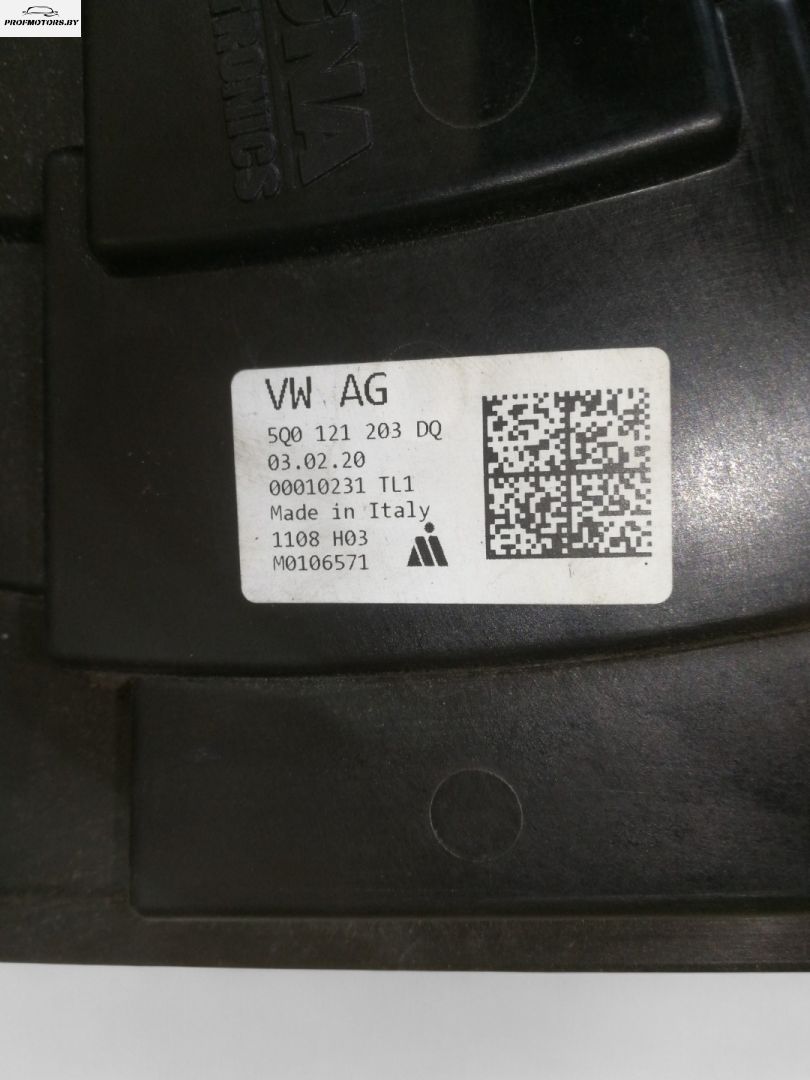 PROFMOTORS.BY
VW AG
5Q0 121 203 DQ
03.02.20
00010231 TL1
Made in Italy
1108 H03
M0106571